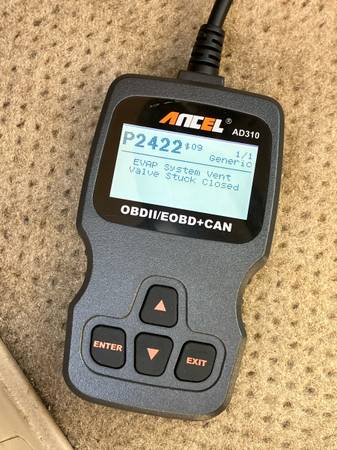 ANCEL®
AD310
P2422 $09 1/1
Generic
EVAP System Vent
Valve Stuck Closed
OBDII/EOBD+CAN
ENTER
EXIT